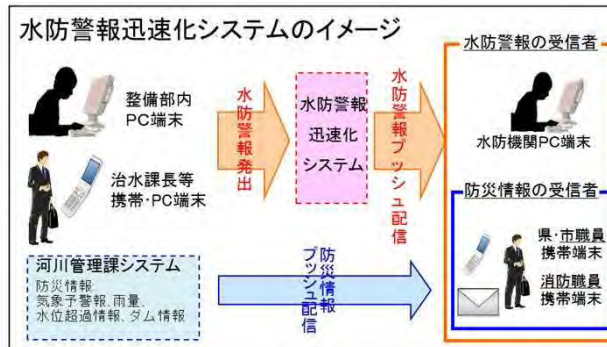 水防警報迅速化システムのイメージ
整備部内
PC端末
治水課長等
携帯・PC端末
水防警報発出
水防警報
迅速化
システム
水防警報プッシュ配信
水防警報の受信者
水防機関PC端末
防災情報の受信者
県・市職員
携帯端末
消防職員
携帯端末
河川管理課システム
防災情報
気象予警報、雨量、
水位超過情報、ダム情報
防災情報
プッシュ配信